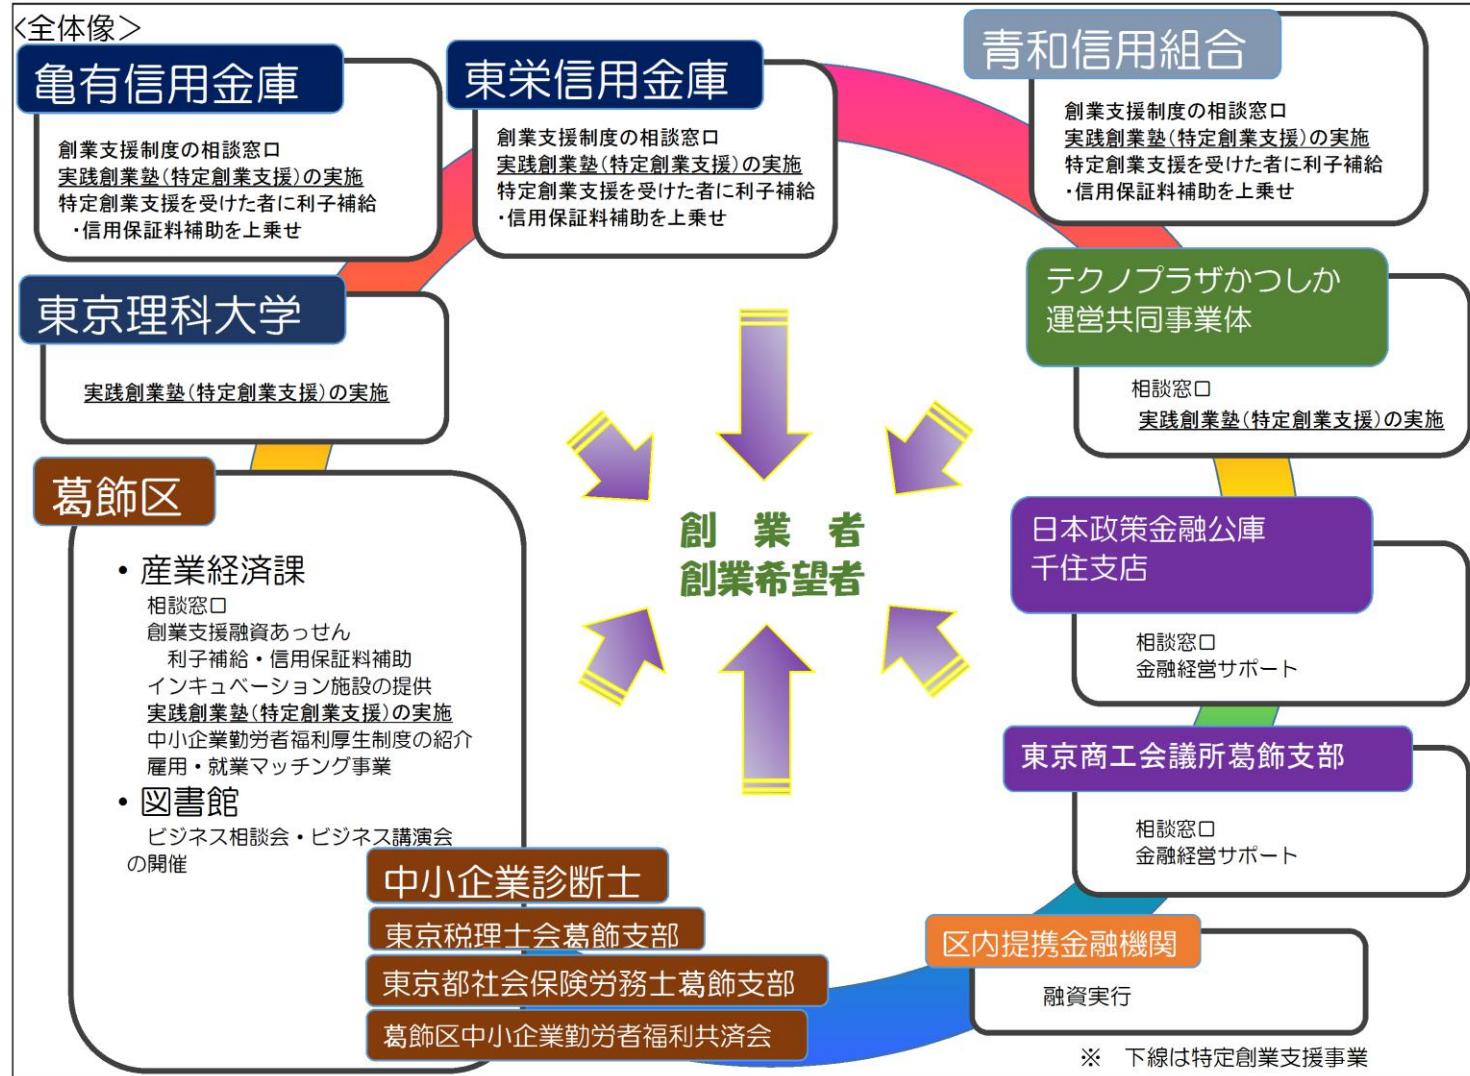 <全体像>
亀有信用金庫
創業支援制度の相談窓口
実践創業塾(特定創業支援)の実施
特定創業支援を受けた者に利子補給
・信用保証料補助を上乗せ
東栄信用金庫
創業支援制度の相談窓口
実践創業塾(特定創業支援)の実施
特定創業支援を受けた者に利子補給
・信用保証料補助を上乗せ
青和信用組合
創業支援制度の相談窓口
実践創業塾(特定創業支援)の実施
特定創業支援を受けた者に利子補給
・信用保証料補助を上乗せ
東京理科大学
実践創業塾(特定創業支援)の実施
テクノプラザかつしか
運営共同事業体
相談窓口
実践創業塾(特定創業支援)の実施
葛飾区
・産業経済課
相談窓口
創業支援融資あっせん
利子補給・信用保証料補助
インキュベーション施設の提供
実践創業塾(特定創業支援)の実施
中小企業勤労者福利厚生制度の紹介
雇用・就業マッチング事業
・図書館
ビジネス相談会・ビジネス講演会
の開催
創 業 者
創業希望者
日本政策金融公庫
千住支店
相談窓口
金融経営サポート
東京商工会議所葛飾支部
相談窓口
金融経営サポート
中小企業診断士
東京税理士会葛飾支部
東京都社会保険労務士葛飾支部
葛飾区中小企業勤労者福利共済会
区内提携金融機関
融資実行
※ 下線は特定創業支援事業